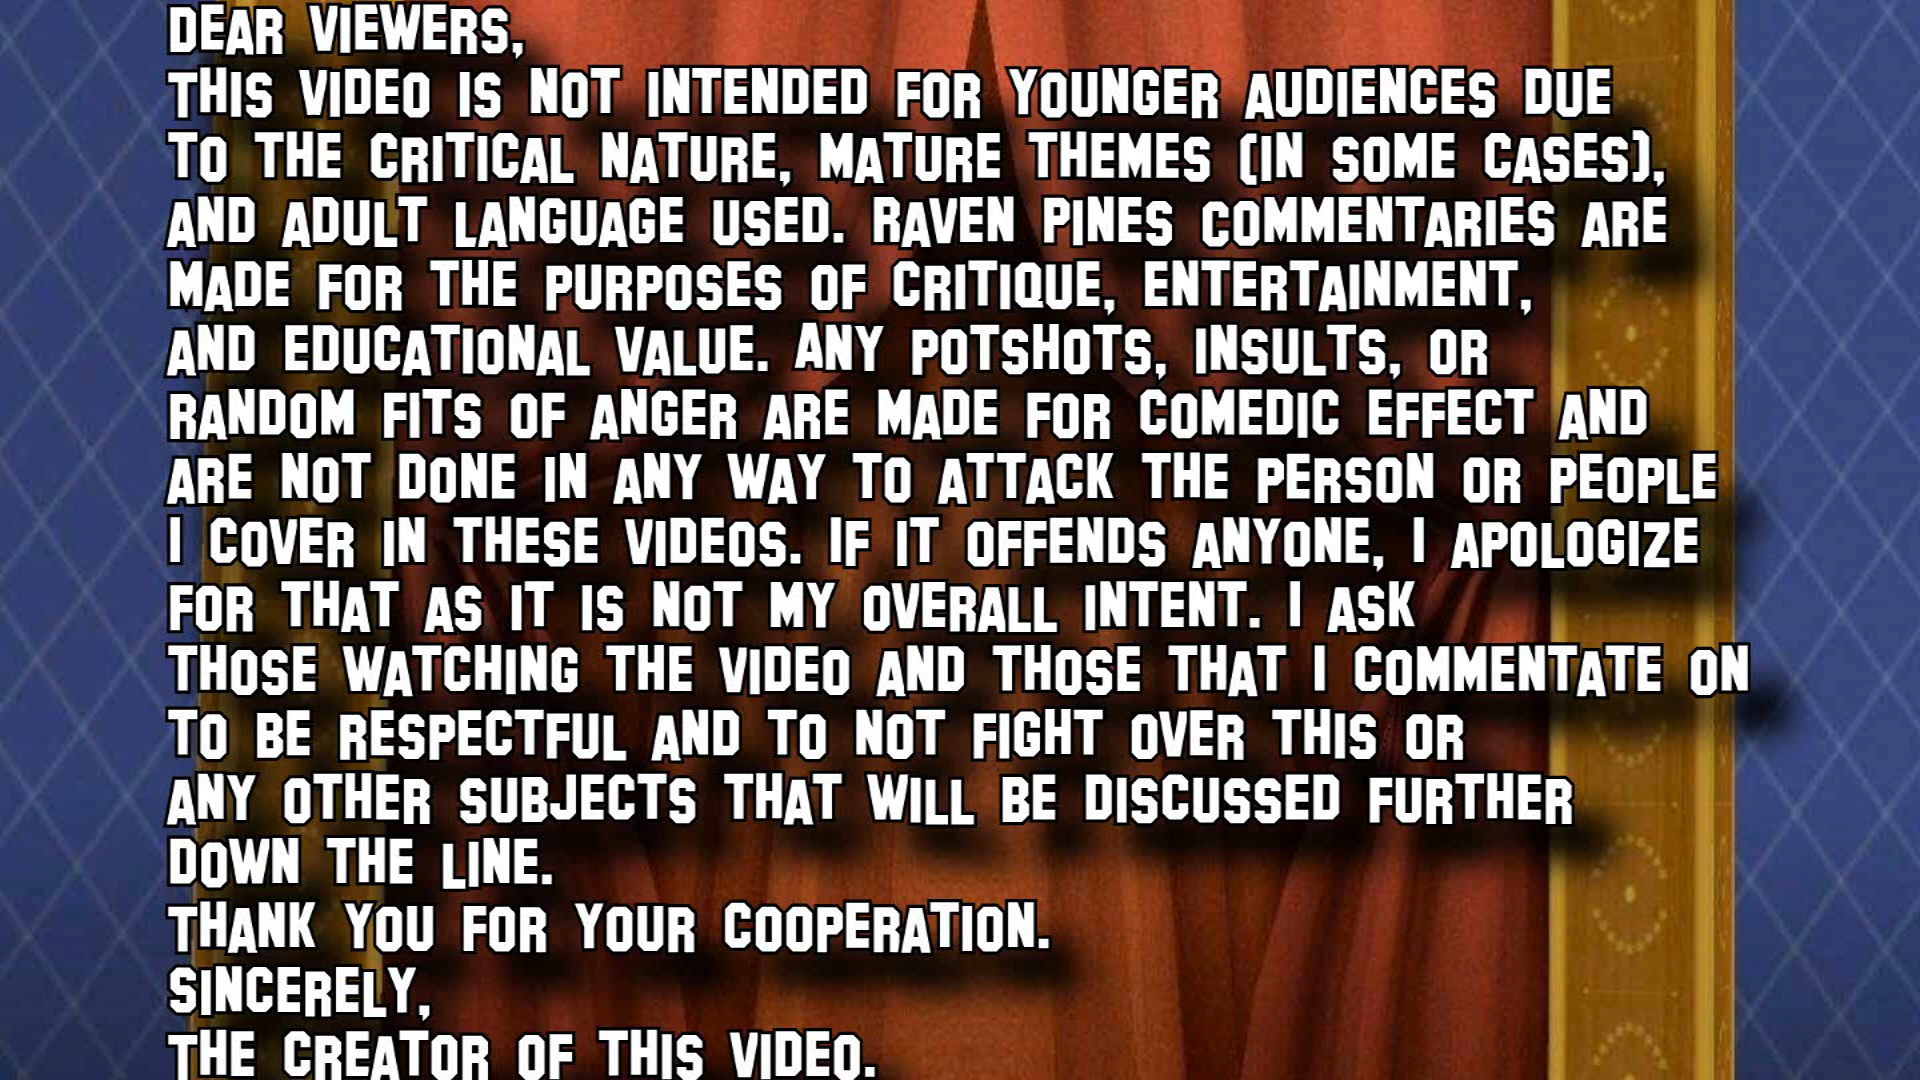 DEAR VIEWERS,
THIS VIDEO IS NOT INTENDED FOR YOUNGER AUDIENCES DUE
TO THE CRITICAL NATURE, MATURE THEMES (IN SOME CASES),
AND ADULT LANGUAGE USED. RAVEN PINES COMMENTARIES ARE
MADE FOR THE PURPOSES OF CRITIQUE, ENTERTAINMENT,
AND EDUCATIONAL VALUE. ANY POTSHOTS, INSULTS, OR
RANDOM FITS OF ANGER ARE MADE FOR COMEDIC EFFECT AND
ARE NOT DONE IN ANY WAY TO ATTACK THE PERSON OR PEOPLE
I COVER IN THESE VIDEOS. IF IT OFFENDS ANYONE, I APOLOGIZE
FOR THAT AS IT IS NOT MY OVERALL INTENT. I ASK
THOSE WATCHING THE VIDEO AND THOSE THAT I COMMENTATE ON
TO BE RESPECTFUL AND TO NOT FIGHT OVER THIS OR
ANY OTHER SUBJECTS THAT WILL BE DISCUSSED FURTHER
DOWN THE LINE.
THANK YOU FOR YOUR COOPERATION.
SINCERELY,
THE CREATOR OF THIS VIDEO.